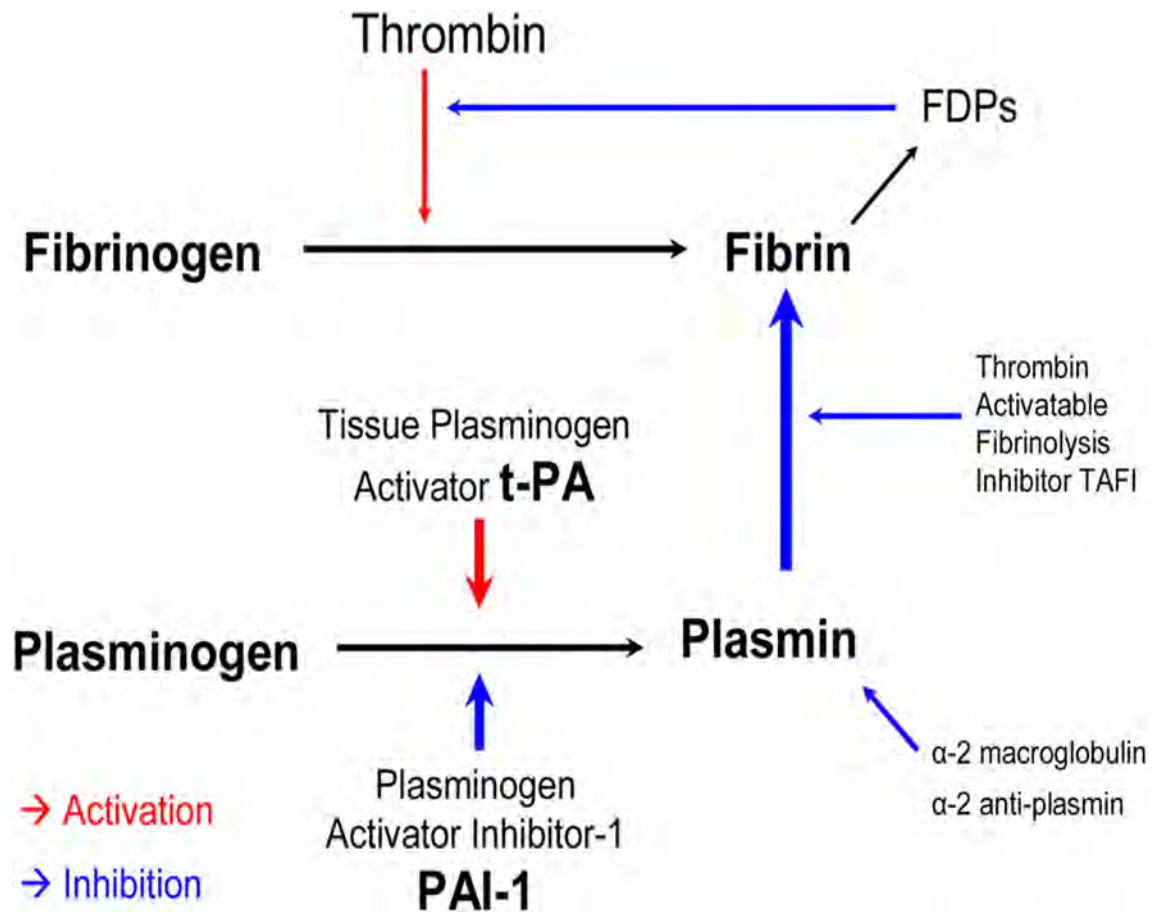 Thrombin
FDPs
Fibrinogen
Fibrin
Thrombin
Activatable
Fibrinolysis
Inhibitor TAFI
Tissue Plasminogen
Activator t-PA
Plasminogen
Plasmin
α-2 macroglobulin
α-2 anti-plasmin
Plasminogen
Activator Inhibitor-1
PAI-1
→ Activation
→ Inhibition